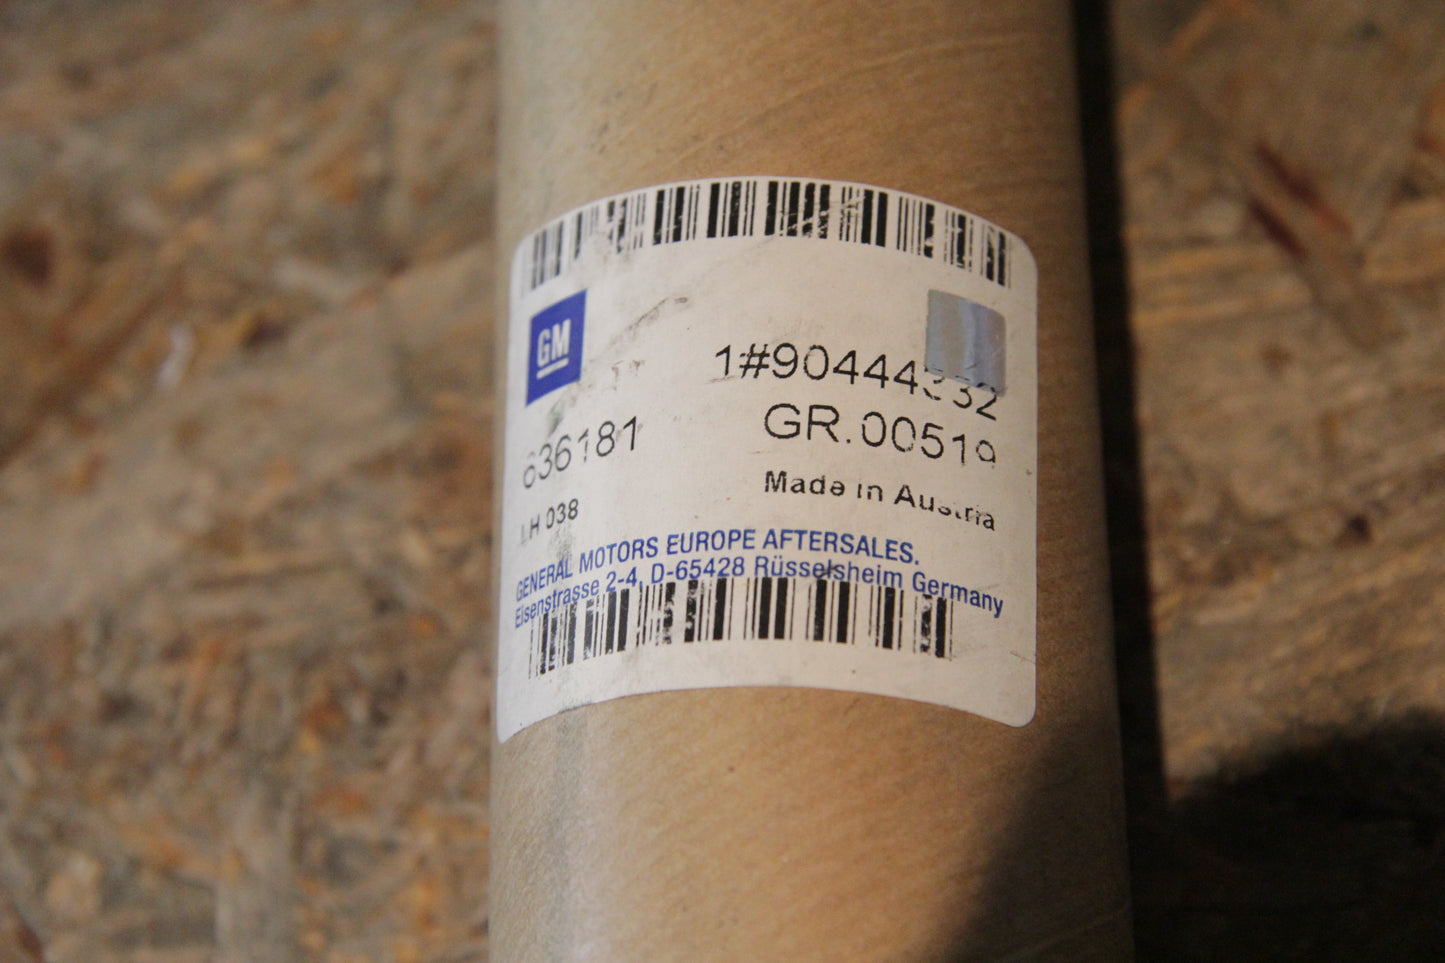 GM
1#90444332
636181
GR.00519
LH 038
Made in Austria
GENERAL MOTORS EUROPE AFTERSALES.
Eisenstrasse 2-4, D-65428 Rüsselsheim Germany